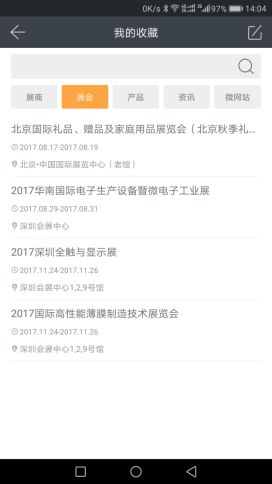 0K/s 97% 14:04
我的收藏
展商 展会 产品 资讯 微网站
北京国际礼品、赠品及家庭用品展览会（北京秋季礼...
2017.08.17-2017.08.19
北京•中国国际展览中心（老馆）
2017华南国际电子生产设备暨微电子工业展
2017.08.29-2017.08.31
深圳会展中心
2017深圳全触与显示展
2017.11.24-2017.11.26
深圳会展中心1,2,9号馆
2017国际高性能薄膜制造技术展览会
2017.11.24-2017.11.26
深圳会展中心1,2,9号馆